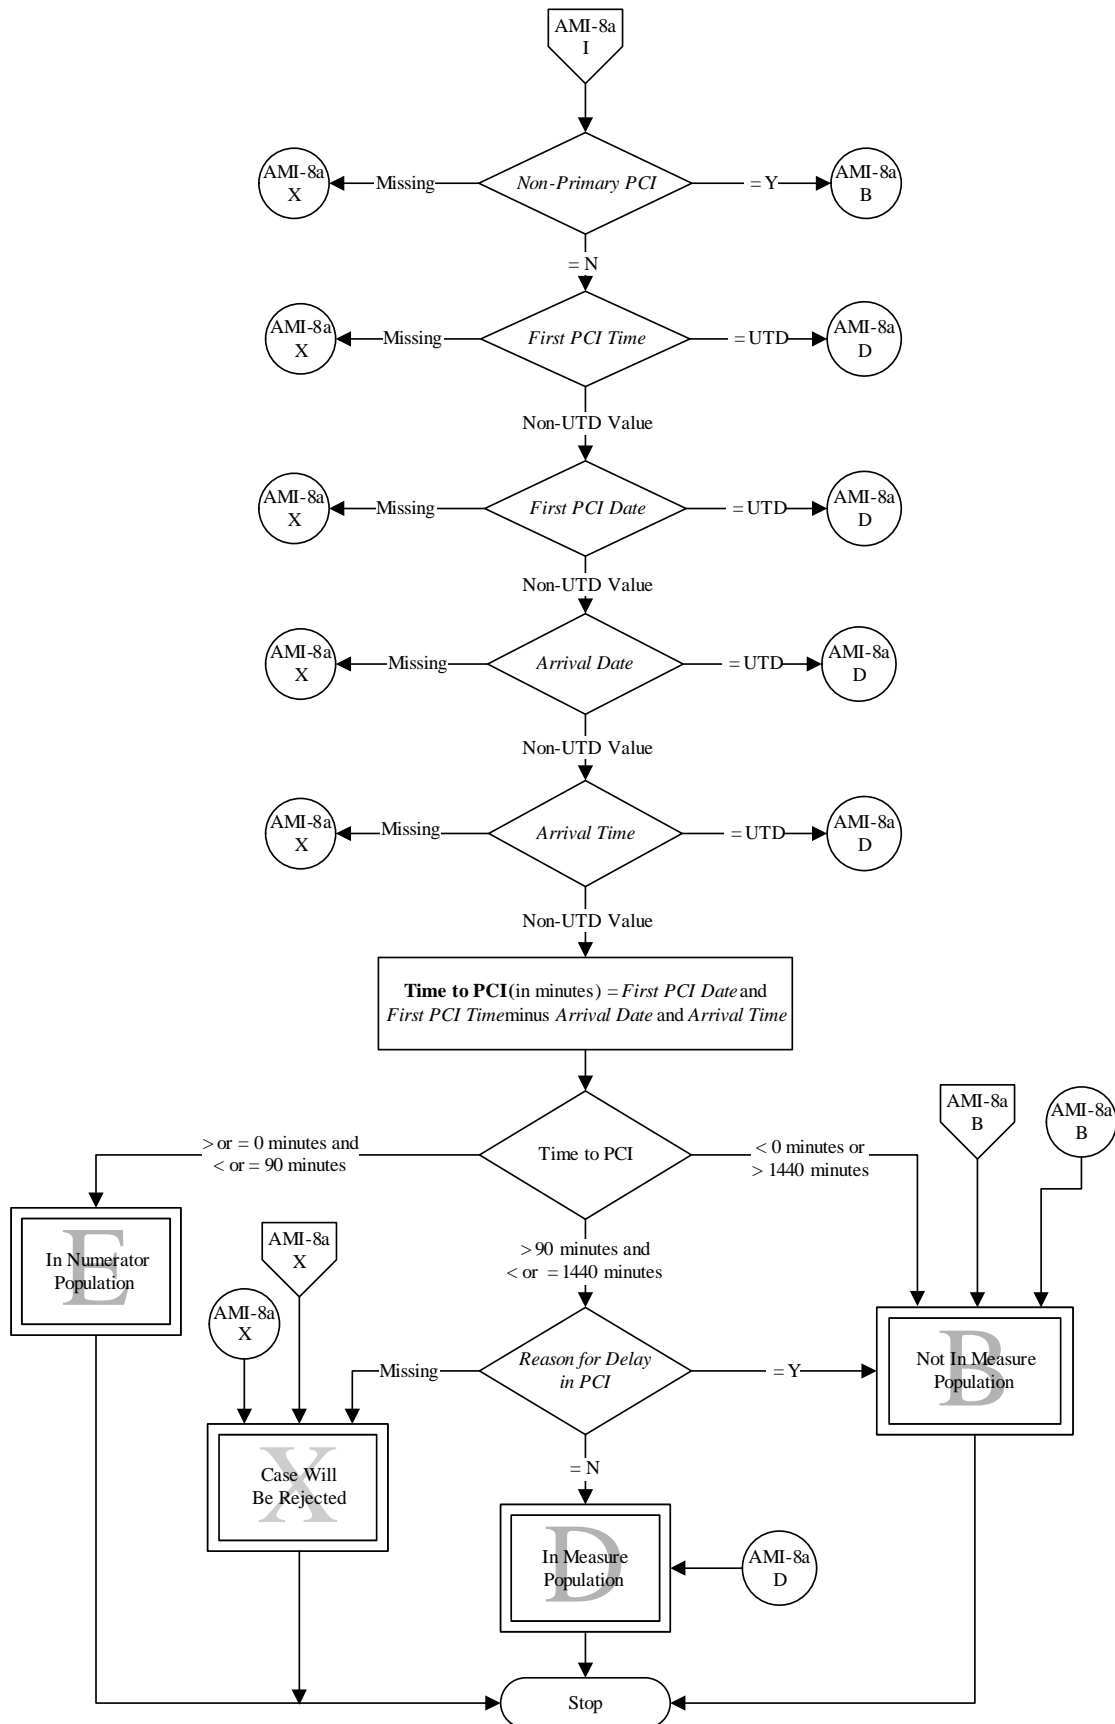 AMI-8a
I
AMI-8a
X
Missing
Non-Primary PCI
= Y
AMI-8a
B
= N
AMI-8a
X
Missing
First PCI Time
= UTD
AMI-8a
D
Non-UTD Value
AMI-8a
X
Missing
First PCI Date
= UTD
AMI-8a
D
Non-UTD Value
AMI-8a
X
Missing
Arrival Date
= UTD
AMI-8a
D
Non-UTD Value
AMI-8a
X
Missing
Arrival Time
= UTD
AMI-8a
D
Non-UTD Value
Time to PCI (in minutes) = First PCI Date and
First PCI Time minus Arrival Date and Arrival Time
AMI-8a
B
AMI-8a
B
> or = 0 minutes and
< or = 90 minutes
Time to PCI
< 0 minutes or
> 1440 minutes
E
In Numerator
Population
AMI-8a
X
> 90 minutes and
< or = 1440 minutes
AMI-8a
X
Missing
Reason for Delay
in PCI
= Y
B
Not In Measure
Population
X
Case Will
Be Rejected
= N
D
In Measure
Population
AMI-8a
D
Stop